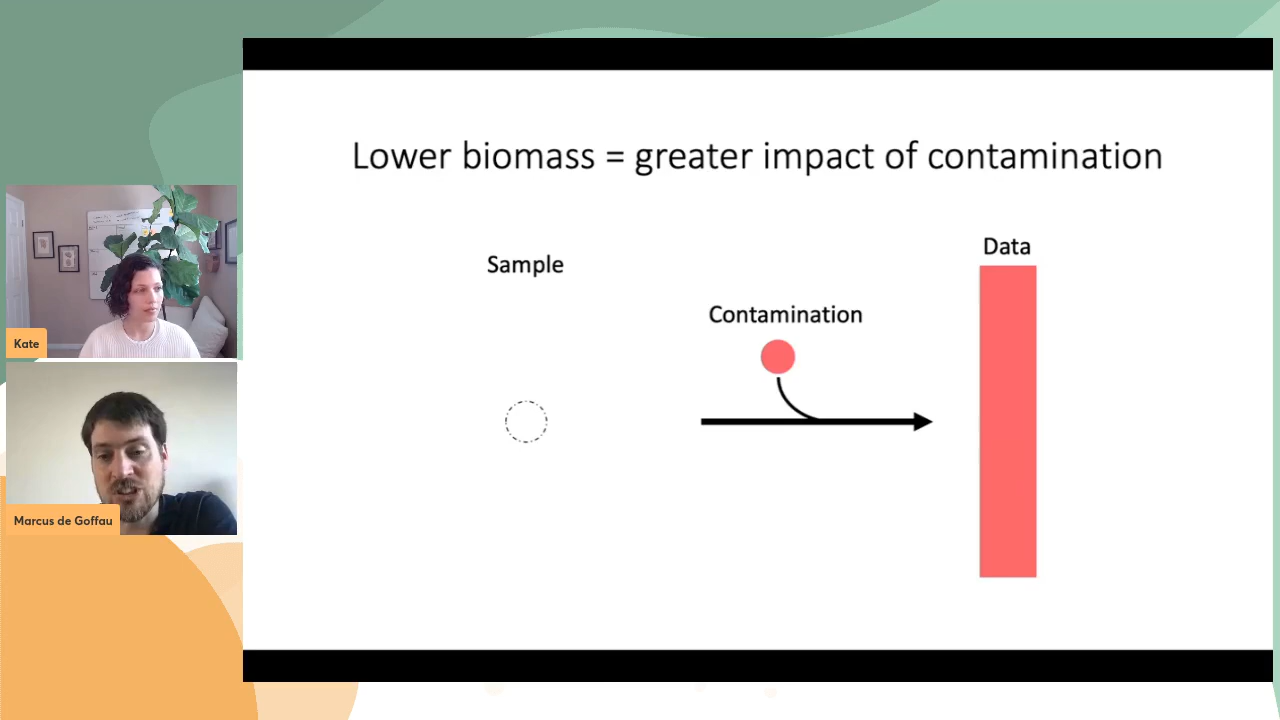 Lower biomass = greater impact of contamination
Sample
Contamination
Data
Kate
Marcus de Goffau